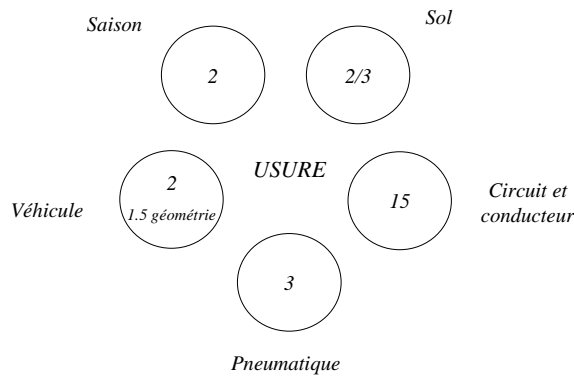 Saison
Sol
2
2/3
USURE
Véhicule
2
1.5 géométrie
15
Circuit et
conducteur
3
Pneumatique